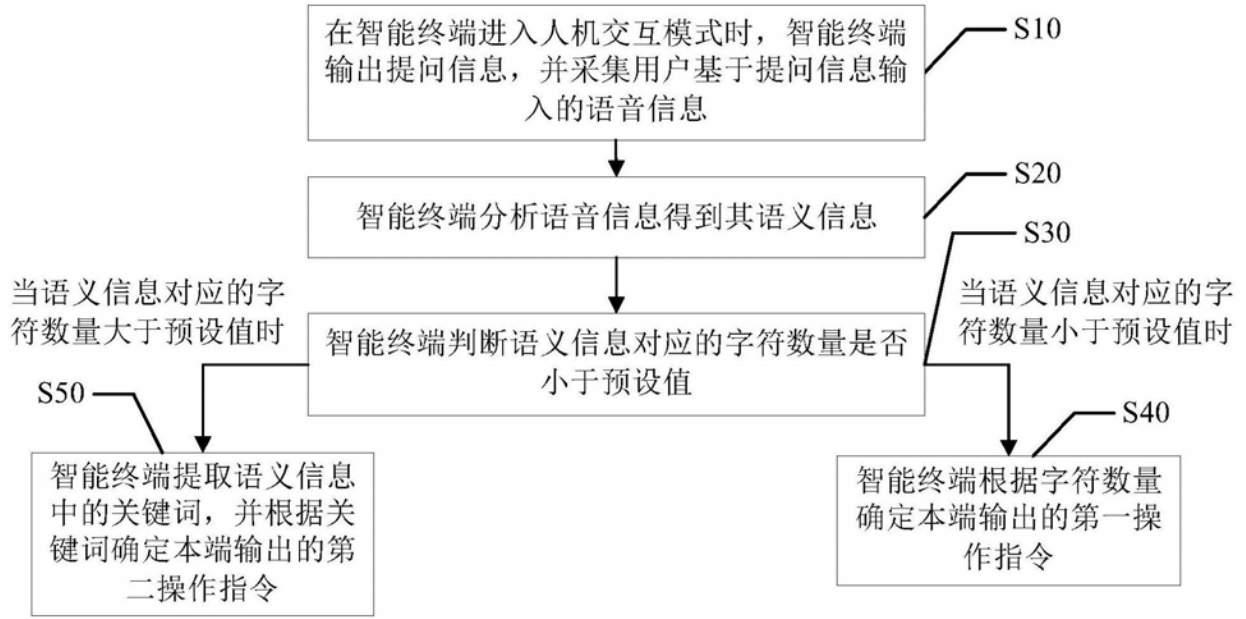 在智能终端进入人机交互模式时，智能终端
输出提问信息，并采集用户基于提问信息输
入的语音信息
S10
智能终端分析语音信息得到其语义信息
S20
S30
当语义信息对应的字
符数量大于预设值时
智能终端判断语义信息对应的字符数量是否
小于预设值
当语义信息对应的字
符数量小于预设值时
S50
智能终端提取语义信息
中的关键词，并根据关
键词确定本端输出的第
二操作指令
S40
智能终端根据字符数量
确定本端输出的第一操
作指令